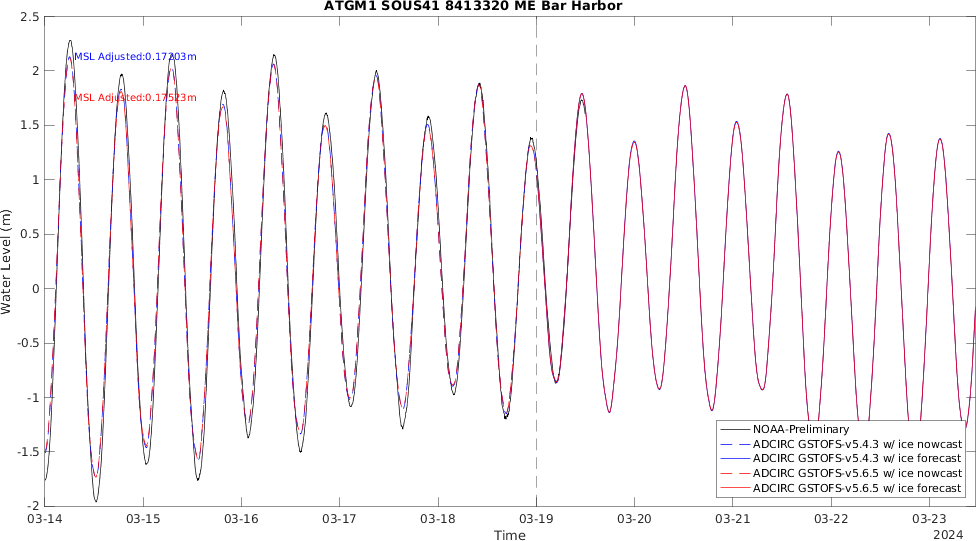 ATGM1 SOUS41 8413320 ME Bar Harbor
2.5
2
1.5
1
0.5
0
-0.5
-1
-1.5
-2
Water Level (m)
MSL Adjusted:0.17303m
MSL Adjusted:0.17523m
NOAA-Preliminary
ADCIRC GSTOFS-v5.4.3 w/ ice nowcast
ADCIRC GSTOFS-v5.4.3 w/ ice forecast
ADCIRC GSTOFS-v5.6.5 w/ ice nowcast
ADCIRC GSTOFS-v5.6.5 w/ ice forecast
03-14 03-15 03-16 03-17 03-18 03-19 03-20 03-21 03-22 03-23
Time
2024